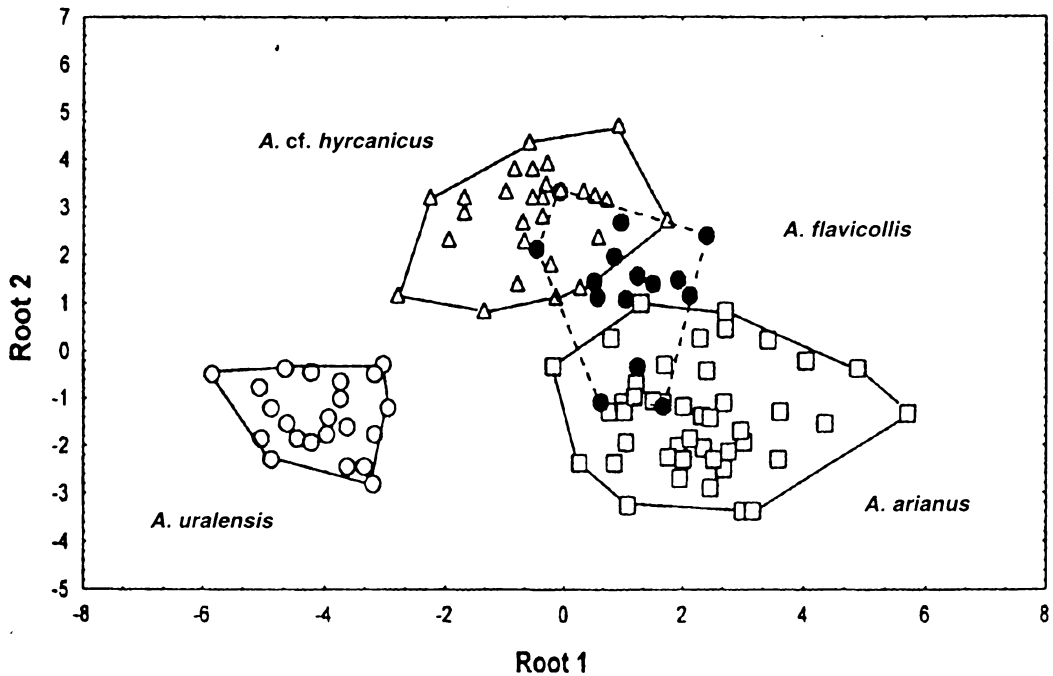 7
6
5
4
3
2
1
0
-1
-2
-3
-4
-5
Root 2
A. cf. hyrcanicus
A. flavicollis
A. uralensis
A. arianus
-8 -6 -4 -2 0 2 4 6 8
Root 1